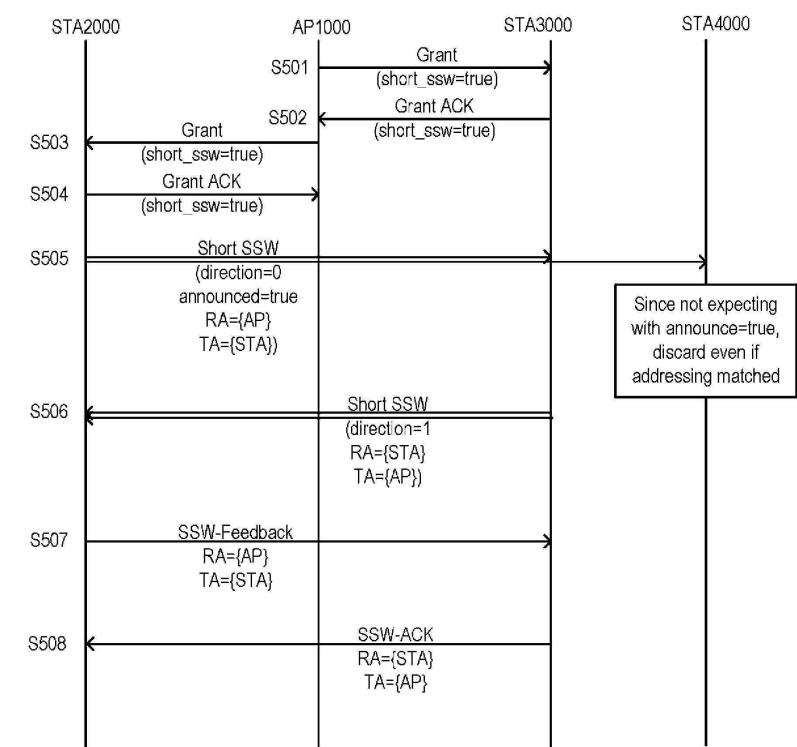 STA2000
AP1000
STA3000
STA4000
S501
Grant
(short_ssw=true)
S502
Grant ACK
(short_ssw=true)
S503
Grant
(short_ssw=true)
S504
Grant ACK
(short_ssw=true)
S505
Short SSW
(direction=0
announced=true
RA={AP}
TA={STA})
Since not expecting
with announce=true,
discard even if
addressing matched
S506
Short SSW
(direction=1
RA={STA}
TA={AP})
S507
SSW-Feedback
RA={AP}
TA={STA}
S508
SSW-ACK
RA={STA}
TA={AP}